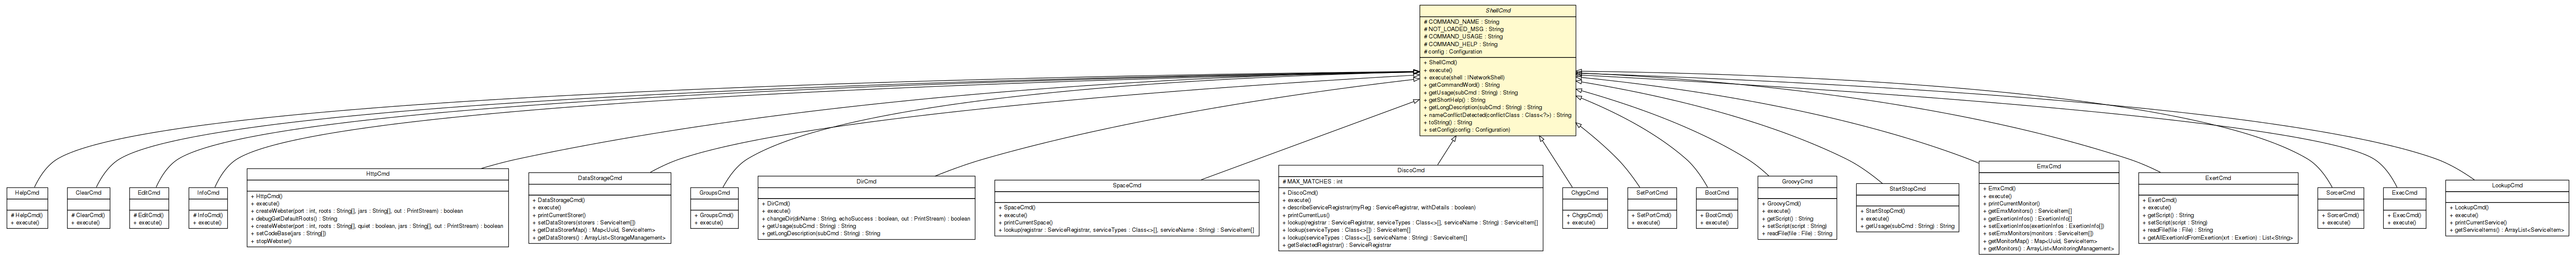 ShellCmd
# COMMAND_NAME : String
# NOT_LOADED_MSG : String
# COMMAND_USAGE : String
# COMMAND_HELP : String
# config : Configuration
+ ShellCmd()
+ execute()
+ execute(shell : INetworkShell)
+ getCommandWord() : String
+ getUsage(subCmd : String) : String
+ getShortHelp() : String
+ getLongDescription(subCmd : String) : String
+ nameConflictDetected(conflictClass : Class<?>) : String
+ toString() : String
+ setConfig(config : Configuration)
HelpCmd
# HelpCmd()
+ execute()
ClearCmd
# ClearCmd()
+ execute()
EditCmd
# EditCmd()
+ execute()
InfoCmd
# InfoCmd()
+ execute()
HttpCmd
+ HttpCmd()
+ execute()
+ createWebster(port : int, roots : String[], jars : String[], out : PrintStream) : boolean
+ debugGetDefaultRoots() : String
+ createWebster(port : int, roots : String[], quiet : boolean, jars : String[], out : PrintStream) : boolean
+ setCodeBase(jars : String[])
+ stopWebster()
DataStorageCmd
+ DataStorageCmd()
+ execute()
+ printCurrentStorer()
+ setDataStorers(storers : ServiceItem[])
+ getDataStorerMap() : Map<Uuid, ServiceItem>
+ getDataStorers() : ArrayList<StorageManagement>
GroupsCmd
+ GroupsCmd()
+ execute()
DirCmd
+ DirCmd()
+ execute()
+ changeDir(dirName : String, echoSuccess : boolean, out : PrintStream) : boolean
+ getUsage(subCmd : String) : String
+ getLongDescription(subCmd : String) : String
SpaceCmd
+ SpaceCmd()
+ execute()
+ printCurrentSpace()
+ lookup(registrar : ServiceRegistrar, serviceTypes : Class<>[], serviceName : String) : ServiceItem[]
DiscoCmd
# MAX_MATCHES : int
+ DiscoCmd()
+ execute()
+ describeServiceRegistrar(myReg : ServiceRegistrar, withDetails : boolean)
+ printCurrentLus()
+ lookup(registrar : ServiceRegistrar, serviceTypes : Class<>[], serviceName : String) : ServiceItem[]
+ lookup(serviceTypes : Class<>[]) : ServiceItem[]
+ lookup(serviceTypes : Class<>[], serviceName : String) : ServiceItem[]
+ getSelectedRegistrar() : ServiceRegistrar
ChgrpCmd
+ ChgrpCmd()
+ execute()
SetPortCmd
+ SetPortCmd()
+ execute()
BootCmd
+ BootCmd()
+ execute()
GroovyCmd
+ GroovyCmd()
+ execute()
+ getScript() : String
+ setScript(script : String)
+ readFile(file : File) : String
StartStopCmd
+ StartStopCmd()
+ execute()
+ getUsage(subCmd : String) : String
EmxCmd
+ EmxCmd()
+ execute()
+ printCurrentMonitor()
+ getEmxMonitors() : ServiceItem[]
+ getExertionInfos() : ExertionInfo[]
+ setExertionInfos(exertionInfos : ExertionInfo[])
+ setEmxMonitors(monitors : ServiceItem[])
+ getMonitorMap() : Map<Uuid, ServiceItem>
+ getMonitors() : ArrayList<MonitoringManagement>
ExertCmd
+ ExertCmd()
+ execute()
+ getScript() : String
+ setScript(script : String)
+ readFile(file : File) : String
+ getAllExertionIdFromExertion(xrt : Exertion) : List<String>
SorcerCmd
+ SorcerCmd()
+ execute()
ExecCmd
+ ExecCmd()
+ execute()
LookupCmd
+ LookupCmd()
+ execute()
+ printCurrentService()
+ getServiceItems() : ArrayList<ServiceItem>